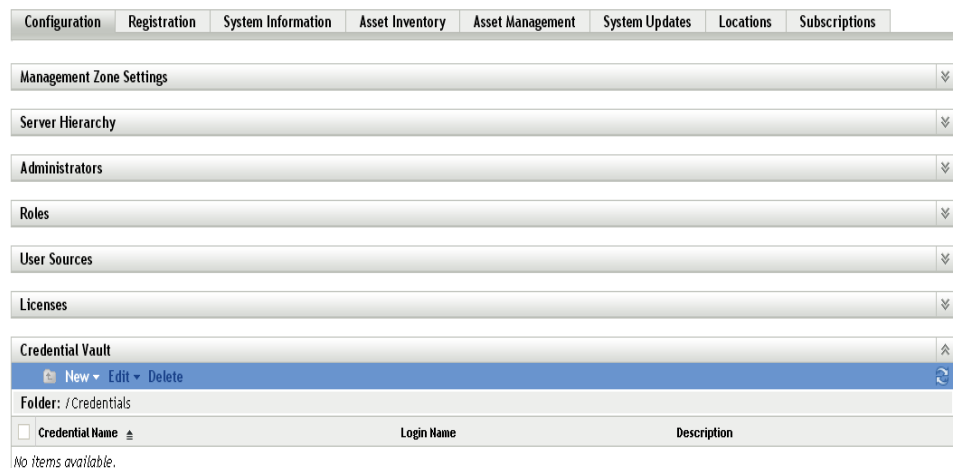 Configuration Registration System Information Asset Inventory Asset Management System Updates Locations Subscriptions
Management Zone Settings
Server Hierarchy
Administrators
Roles
User Sources
Licenses
Credential Vault
New Edit Delete
Folder: / Credentials
Credential Name Login Name Description
No items available.